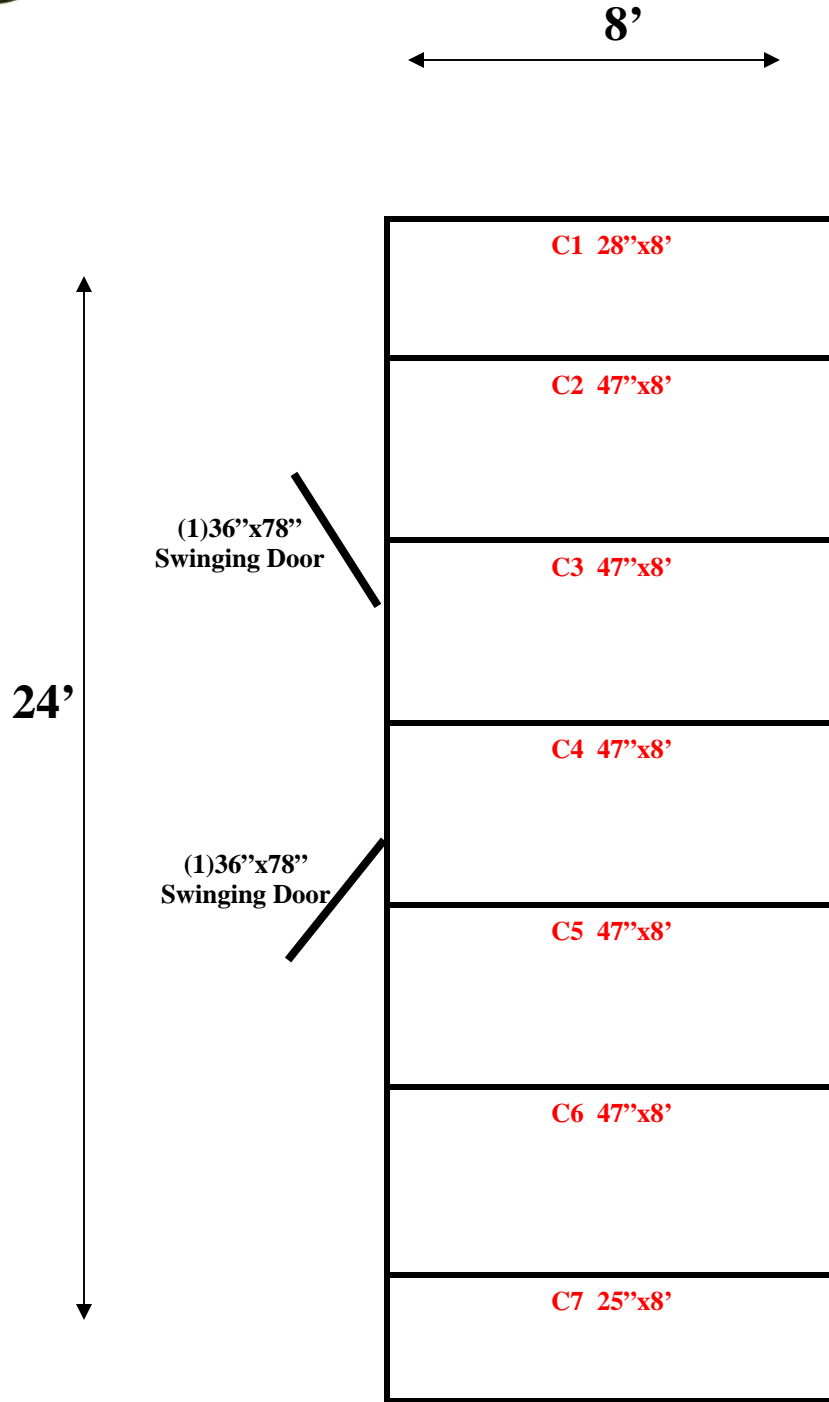 8’
C1 28”x8’
C2 47”x8’
(1)36”x78”
Swinging Door
C3 47”x8’
24’
C4 47”x8’
(1)36”x78”
Swinging Door
C5 47”x8’
C6 47”x8’
C7 25”x8’